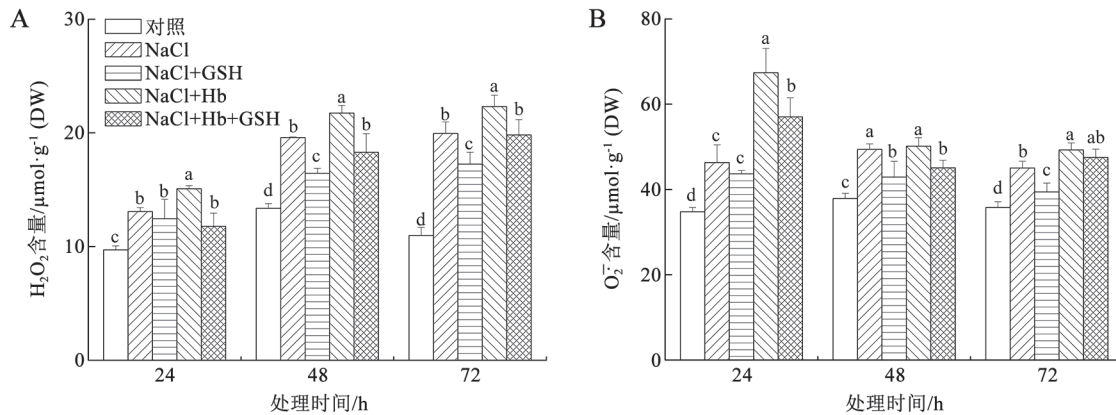 A
H₂O₂含量/μmol·g⁻¹ (DW)
30
20
10
0
对照
NaCl
NaCl+GSH
NaCl+Hb
NaCl+Hb+GSH
c b b a b
d b c a b
d b c a b
24 48 72
处理时间/h
B
O₂⁻含量/μmol·g⁻¹ (DW)
80
60
40
20
0
d c c a b
c a b a b
d b c a ab
24 48 72
处理时间/h